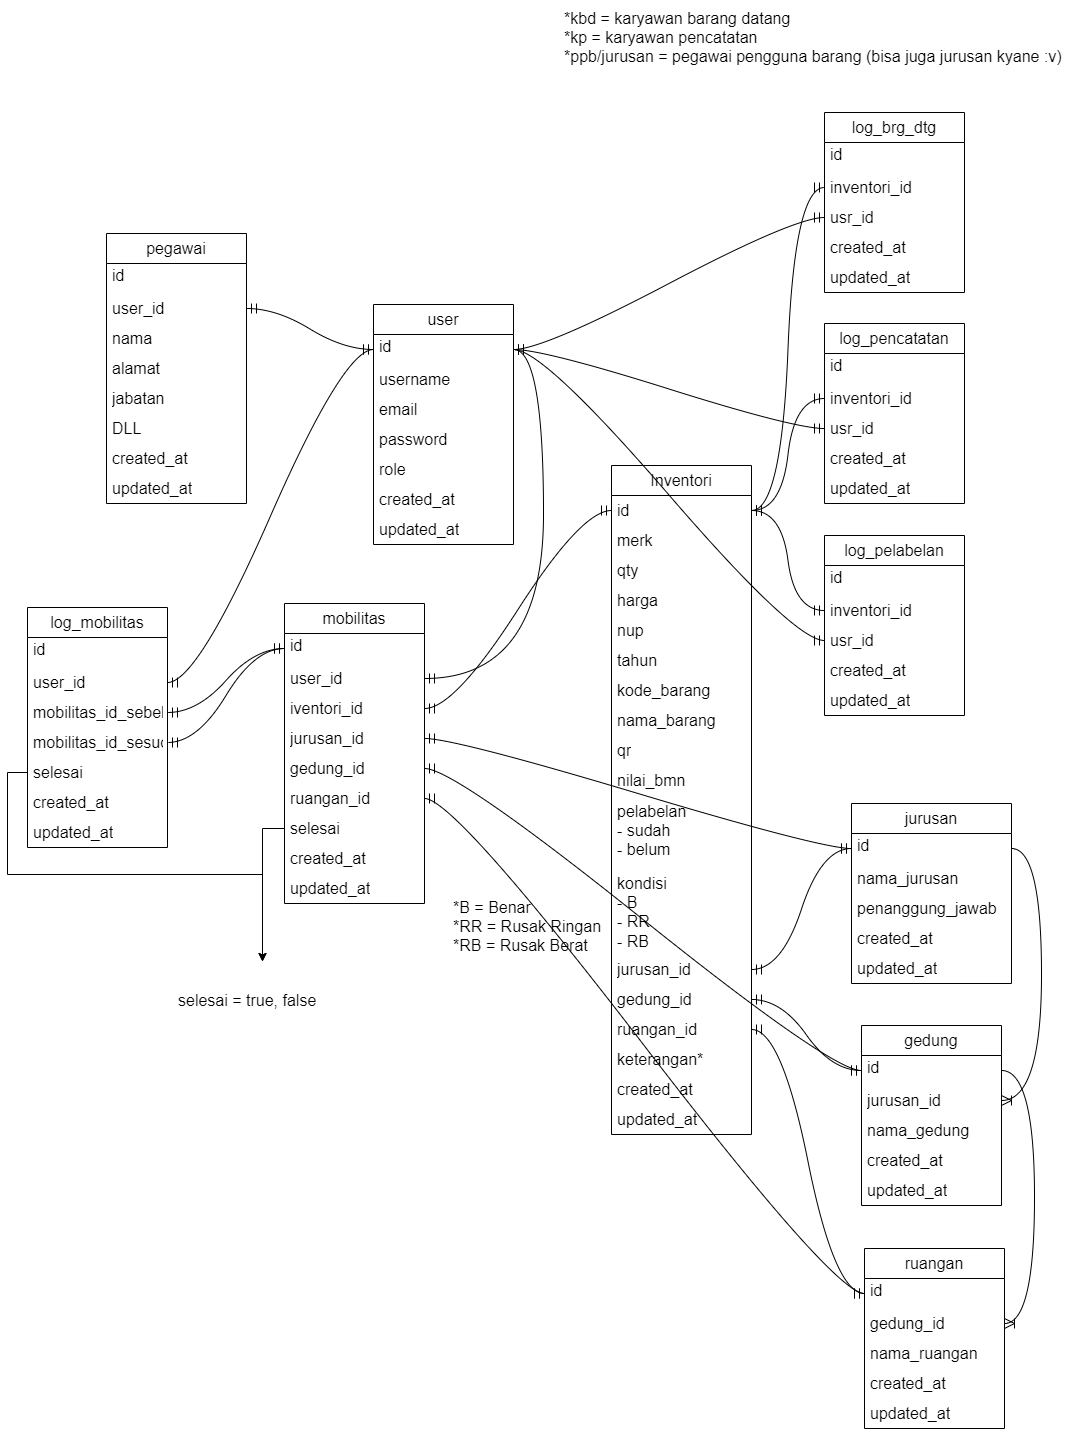 *kbd = karyawan barang datang
*kp = karyawan pencatatan
*ppb/jurusan = pegawai pengguna barang (bisa juga jurusan kyane :v)
log_brg_dtg
id
inventori_id
usr_id
created_at
updated_at
pegawai
id
user_id
nama
alamat
jabatan
DLL
created_at
updated_at
user
id
username
email
password
role
created_at
updated_at
log_pencatatan
id
inventori_id
usr_id
created_at
updated_at
Inventori
id
merk
qty
harga
nup
tahun
kode_barang
nama_barang
qr
nilai_bmn
pelabelan
- sudah
- belum
kondisi
- B
- RR
- RB
jurusan_id
gedung_id
ruangan_id
keterangan*
created_at
updated_at
log_pelabelan
id
inventori_id
usr_id
created_at
updated_at
log_mobilitas
id
user_id
mobilitas_id_sebel
mobilitas_id_sesu
selesai
created_at
updated_at
mobilitas
id
user_id
iventori_id
jurusan_id
gedung_id
ruangan_id
selesai
created_at
updated_at
*B = Benar
*RR = Rusak Ringan
*RB = Rusak Berat
selesai = true, false
jurusan
id
nama_jurusan
penanggung_jawab
created_at
updated_at
gedung
id
jurusan_id
nama_gedung
created_at
updated_at
ruangan
id
gedung_id
nama_ruangan
created_at
updated_at